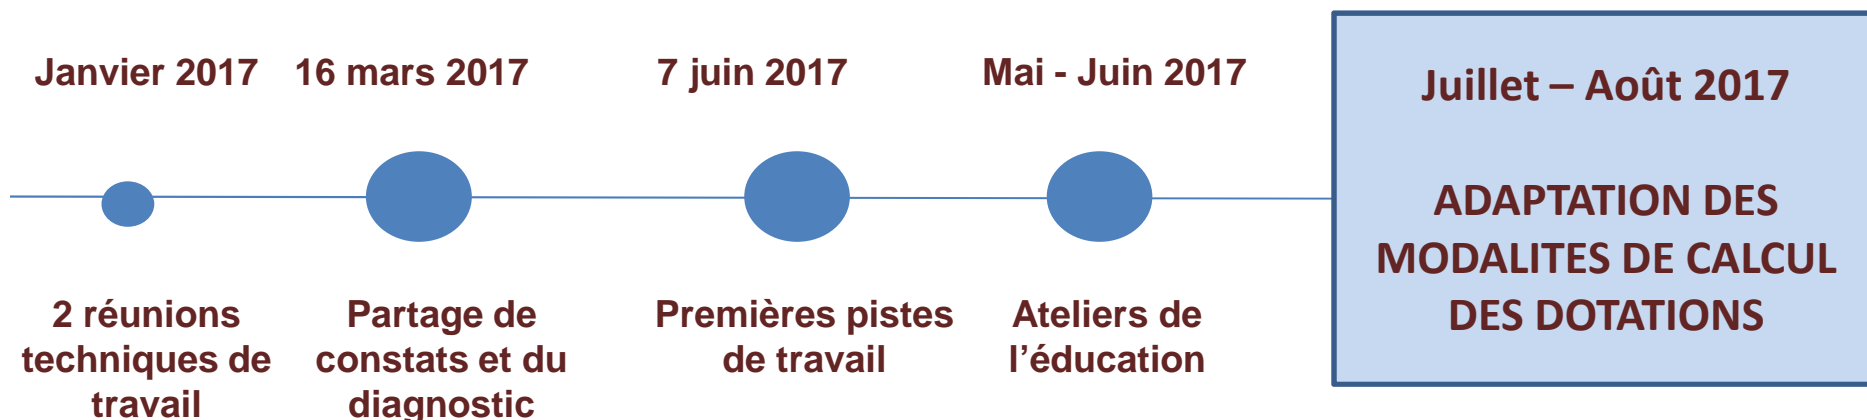 Janvier 2017
2 réunions
techniques de
travail
16 mars 2017
Partage de
constats et du
diagnostic
7 juin 2017
Premières pistes
de travail
Mai - Juin 2017
Ateliers de
l’éducation
Juillet – Août 2017
ADAPTATION DES
MODALITES DE CALCUL
DES DOTATIONS